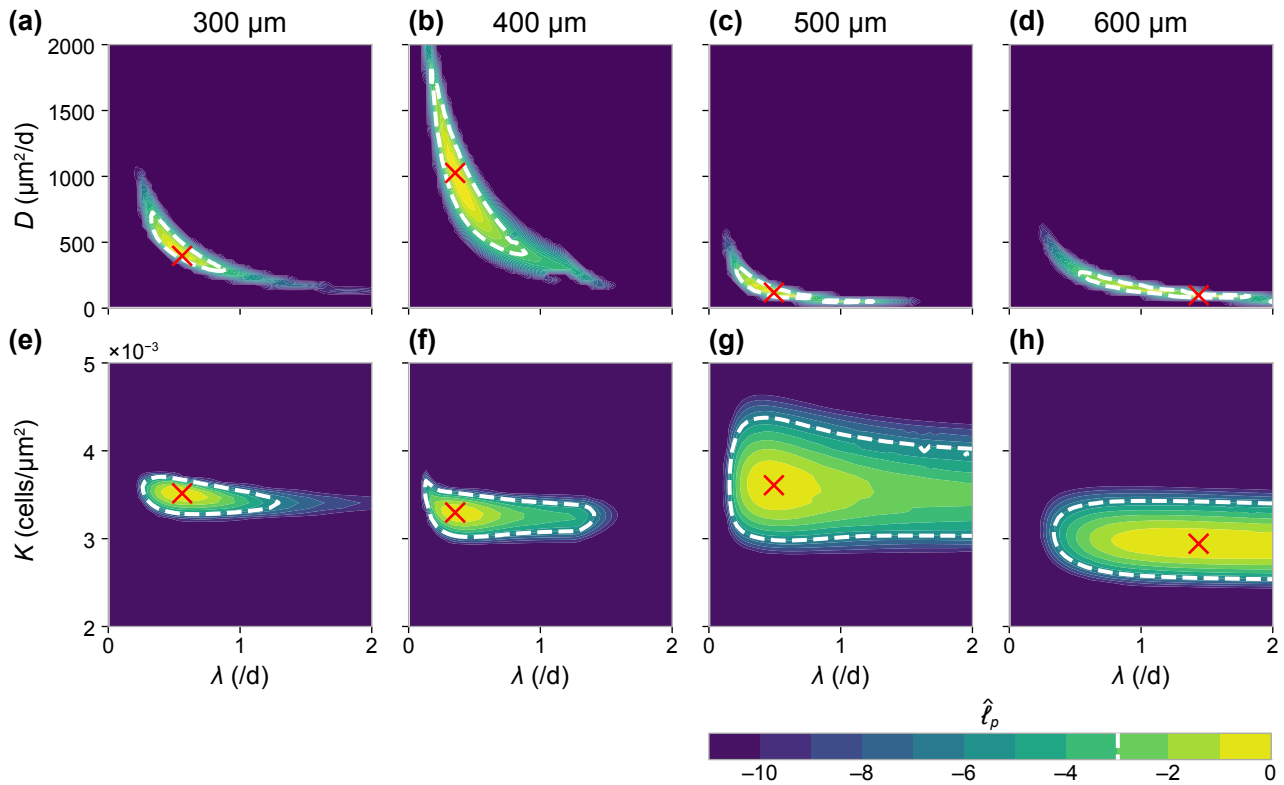 (a) 300 µm (b) 400 µm (c) 500 µm (d) 600 µm
2000
1500
1000
500
0
D (µm²/d)
(e) (f) (g) (h)
×10⁻³
5
4
3
2
K (cells/µm²)
0 1 2 0 1 2 0 1 2 0 1 2
λ (/d) λ (/d) λ (/d) λ (/d)
ℓ̂ₚ
–10 –8 –6 –4 –2 0